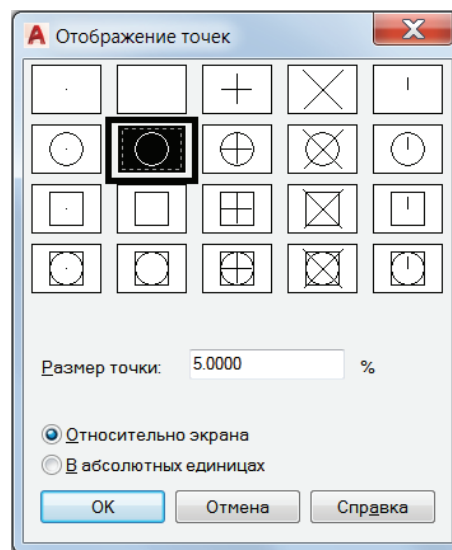 Отображение точек
Размер точки: 5.0000 %
Относительно экрана
В абсолютных единицах
OK Отмена Справка